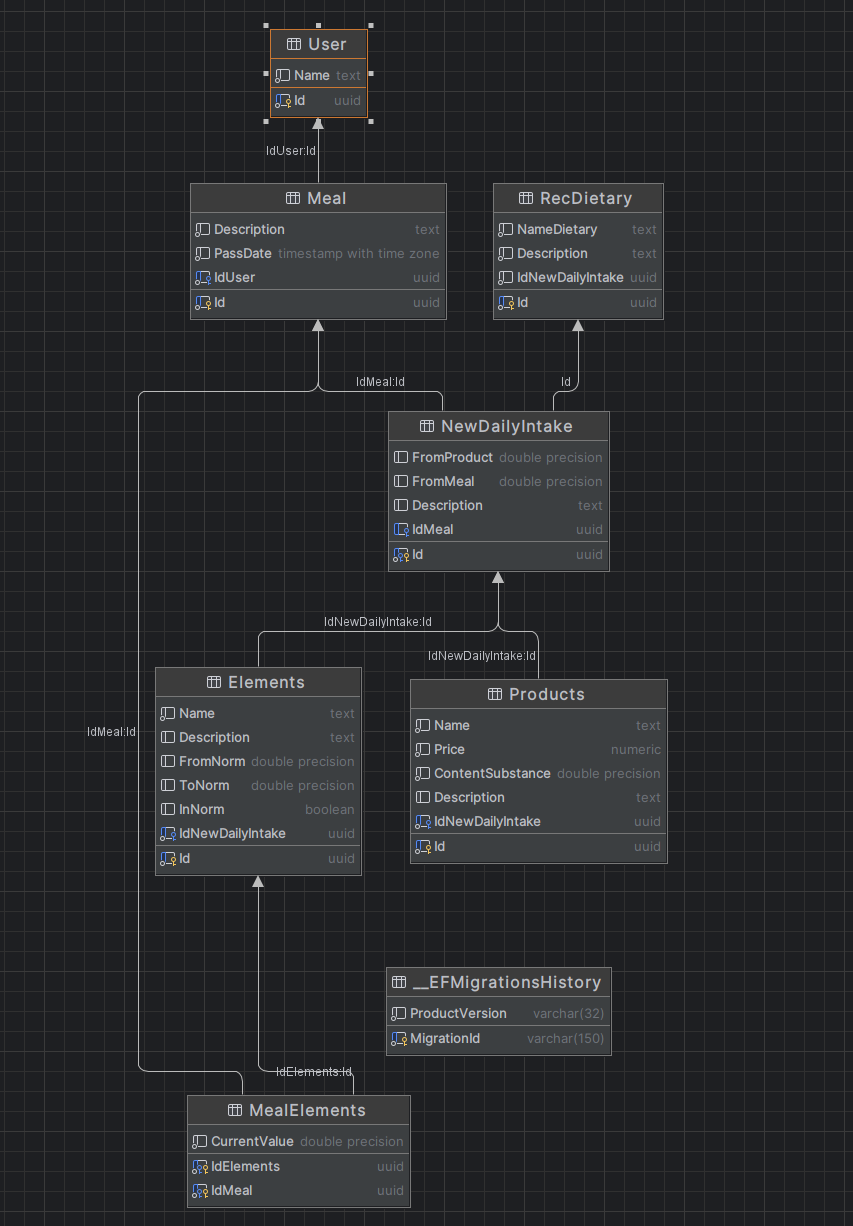 User
Name text
Id uuid
IdUser:Id
Meal
Description text
PassDate timestamp with time zone
IdUser uuid
Id uuid
RecDietary
NameDietary text
Description text
IdNewDailyIntake uuid
Id uuid
IdMeal:Id
Id
NewDailyIntake
FromProduct double precision
FromMeal double precision
Description text
IdMeal uuid
Id uuid
IdNewDailyIntake:Id
IdNewDailyIntake:Id
Elements
Name text
Description text
FromNorm double precision
ToNorm double precision
InNorm boolean
IdNewDailyIntake uuid
Id uuid
Products
Name text
Price numeric
ContentSubstance double precision
Description text
IdNewDailyIntake uuid
Id uuid
IdMeal:Id
__EFMigrationsHistory
ProductVersion varchar(32)
MigrationId varchar(150)
IdElements:Id
MealElements
CurrentValue double precision
IdElements uuid
IdMeal uuid